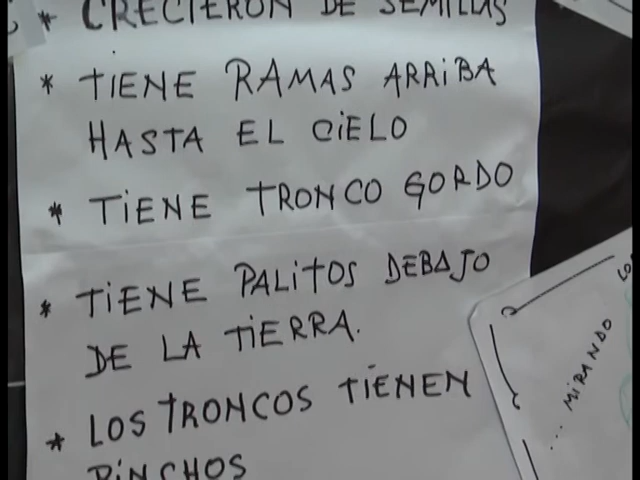 * CRECIERON DE SEMILLAS
* TIENE RAMAS ARRIBA
HASTA EL CIELO
* TIENE TRONCO GORDO
* TIENE PALITOS DEBAJO
DE LA TIERRA.
* LOS TRONCOS TIENEN
PINCHOS
... MIRANDO
LO